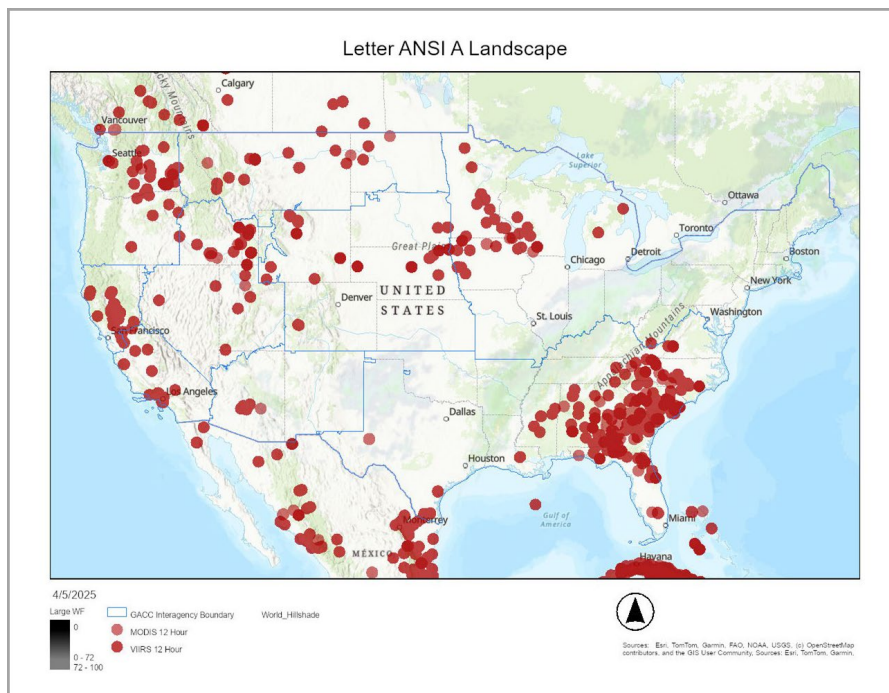 Letter ANSI A Landscape
Calgary
Rocky Mountains
Vancouver
Seattle
Lake
Superior
Ottawa
Toronto
Great Plains
Chicago
Detroit
Boston
New York
UNITED
STATES
Denver
St. Louis
Washington
San Francisco
Appalachian Mountains
Los Angeles
Dallas
Houston
Gulf of
America
Monterrey
Miami
MÉXICO
Havana
4/5/2025
Large WF
0
0 - 72
72 - 100
GACC Interagency Boundary
World_Hillshade
MODIS 12 Hour
VIIRS 12 Hour
Sources: Esri, TomTom, Garmin, FAO, NOAA, USGS, (c) OpenStreetMap
contributors, and the GIS User Community, Sources: Esri, TomTom, Garmin,